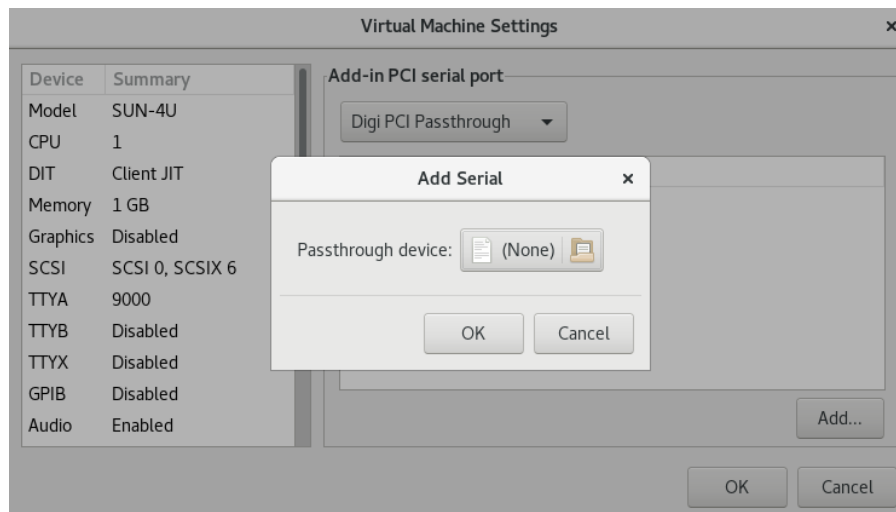 Virtual Machine Settings
Device Summary
Model SUN-4U
CPU 1
DIT Client JIT
Memory 1 GB
Graphics Disabled
SCSI SCSI 0, SCSIX 6
TTYA 9000
TTYB Disabled
TTYX Disabled
GPIB Disabled
Audio Enabled
Add-in PCI serial port
Digi PCI Passthrough
Add Serial
Passthrough device: (None)
OK Cancel
Add...
OK Cancel